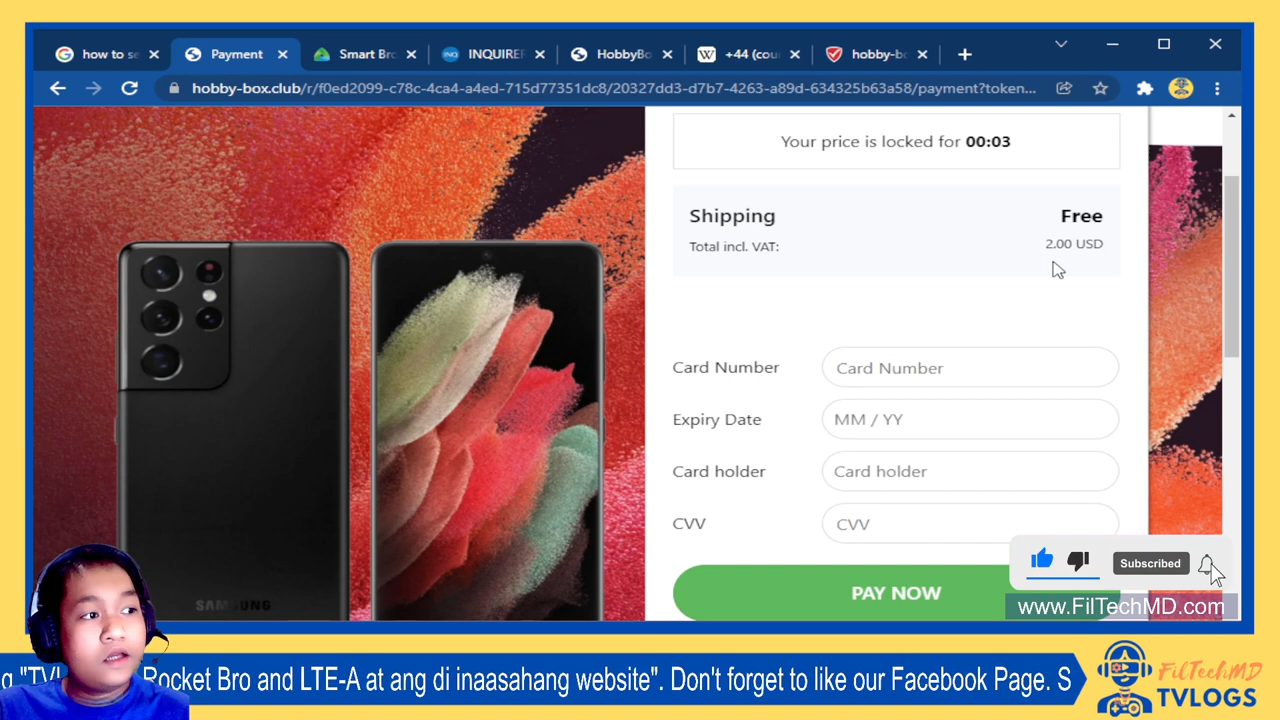 how to se
Payment
Smart Bro
INQUIRER
HobbyBo
+44 (cou
hobby-bo
hobby-box.club/r/f0ed2099-c78c-4ca4-a4ed-715d77351dc8/20327dd3-d7b7-4263-a89d-634325b63a58/payment?token...
Your price is locked for 00:03
Shipping Free
Total incl. VAT: 2.00 USD
Card Number Card Number
Expiry Date MM / YY
Card holder Card holder
CVV CVV
PAY NOW
Subscribed
www.FilTechMD.com
SAMSUNG
g "TVL Rocket Bro and LTE-A at ang di inaasahang website". Don't forget to like our Facebook Page. S
FilTechMD
TVLOGS